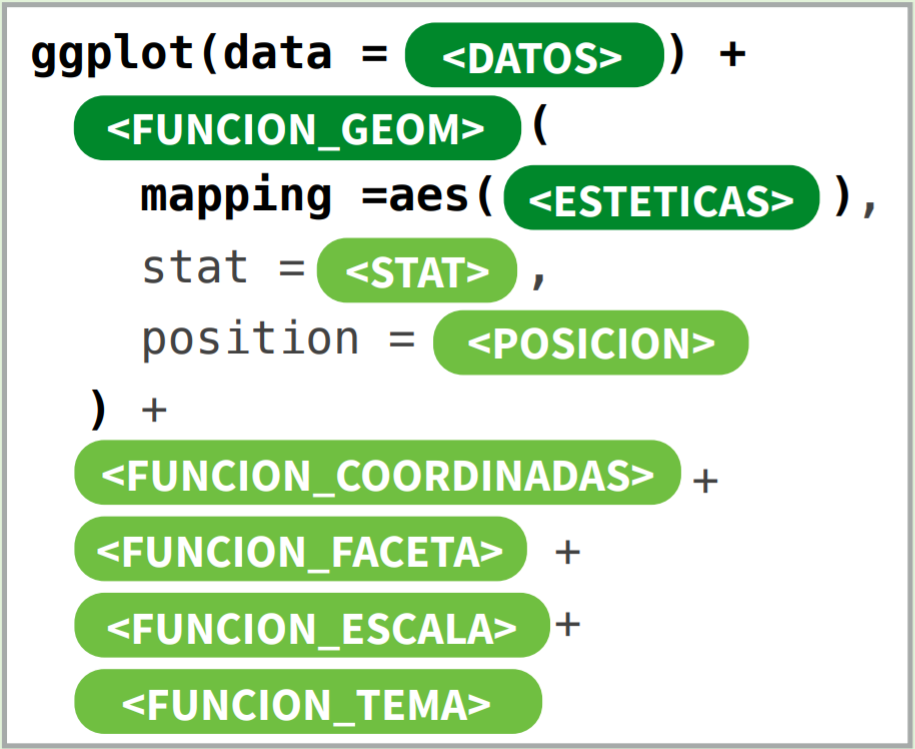 ggplot(data = <DATOS>) +
<FUNCION_GEOM>(
mapping =aes(<ESTETICAS>),
stat = <STAT>,
position = <POSICION>
) +
<FUNCION_COORDINADAS> +
<FUNCION_FACETA> +
<FUNCION_ESCALA> +
<FUNCION_TEMA>